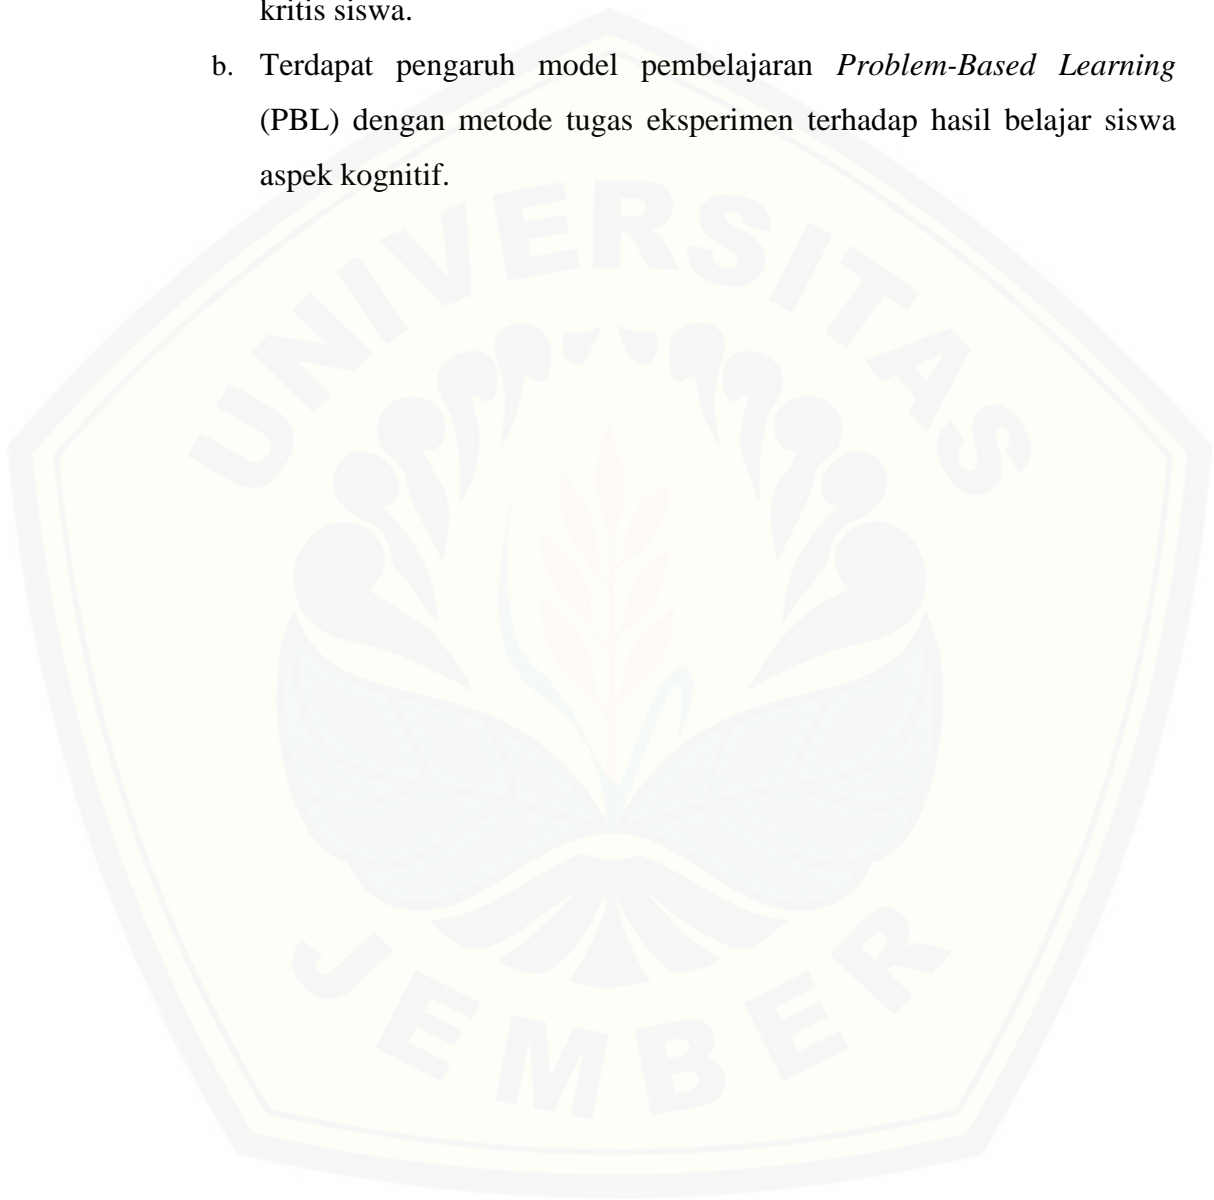 kritis siswa.
b. Terdapat pengaruh model pembelajaran Problem-Based Learning
(PBL) dengan metode tugas eksperimen terhadap hasil belajar siswa
aspek kognitif.
UNIVERSITAS
JEMBER